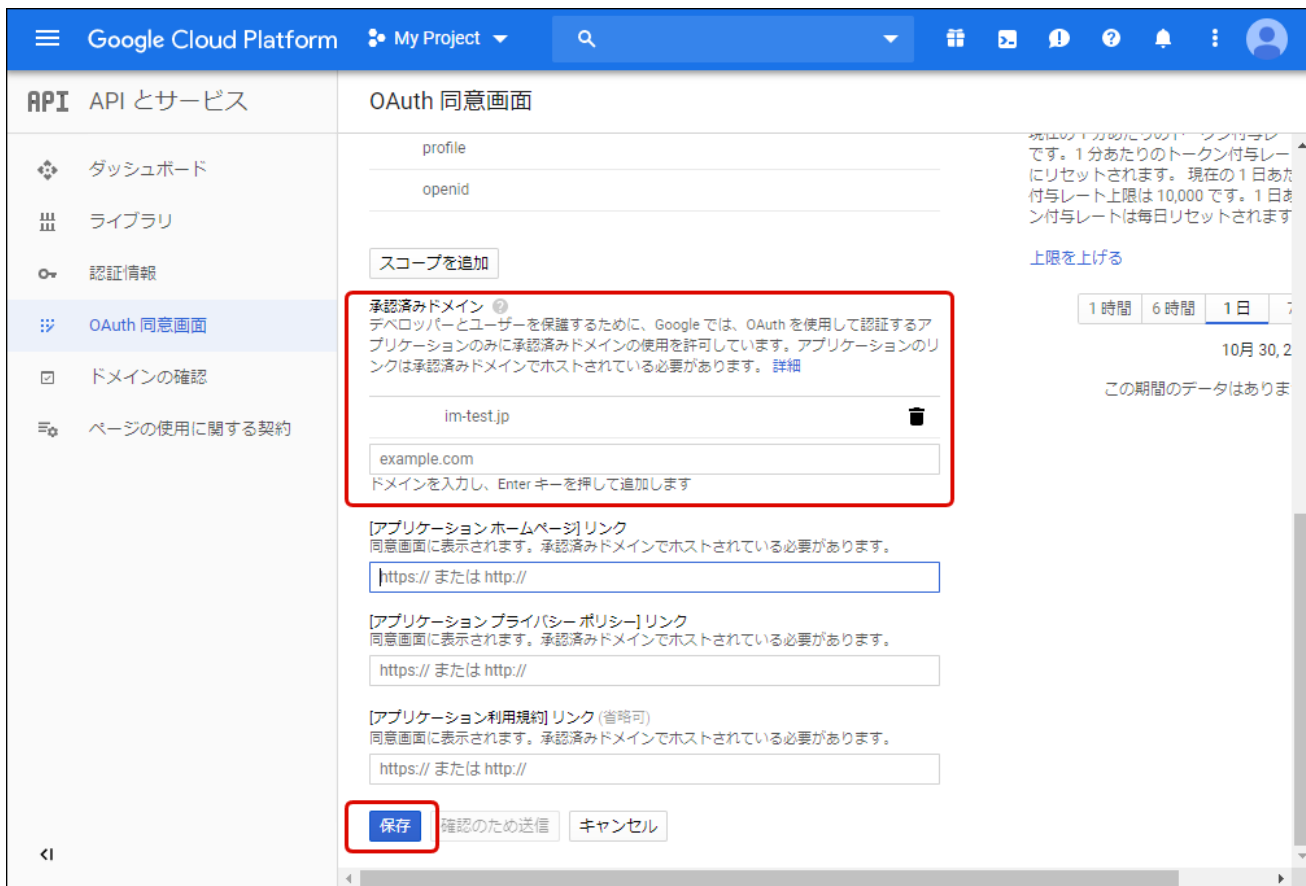 Google Cloud Platform
My Project
API APIとサービス
OAuth 同意画面
ダッシュボード
ライブラリ
認証情報
OAuth 同意画面
ドメインの確認
ページの使用に関する契約
profile
openid
スコープを追加
承認済みドメイン
デベロッパーとユーザーを保護するために、Google では、OAuth を使用して認証するア
プリケーションのみに承認済みドメインの使用を許可しています。アプリケーションのリ
ンクは承認済みドメインでホストされている必要があります。 詳細
im-test.jp
example.com
ドメインを入力し、Enter キーを押して追加します
[アプリケーション ホームページ] リンク
同意画面に表示されます。承認済みドメインでホストされている必要があります。
https:// または http://
[アプリケーション プライバシー ポリシー] リンク
同意画面に表示されます。承認済みドメインでホストされている必要があります。
https:// または http://
[アプリケーション利用規約] リンク (省略可)
同意画面に表示されます。承認済みドメインでホストされている必要があります。
https:// または http://
保存 確認のため送信 キャンセル
現在の 1 分あたりのトークン付与レー
です。1 分あたりのトークン付与レー
にリセットされます。 現在の 1 日あた
付与レート上限は 10,000 です。1 日あ
ン付与レートは毎日リセットされます
上限を上げる
1 時間 6 時間 1 日 7
10月 30, 2
この期間のデータはありま